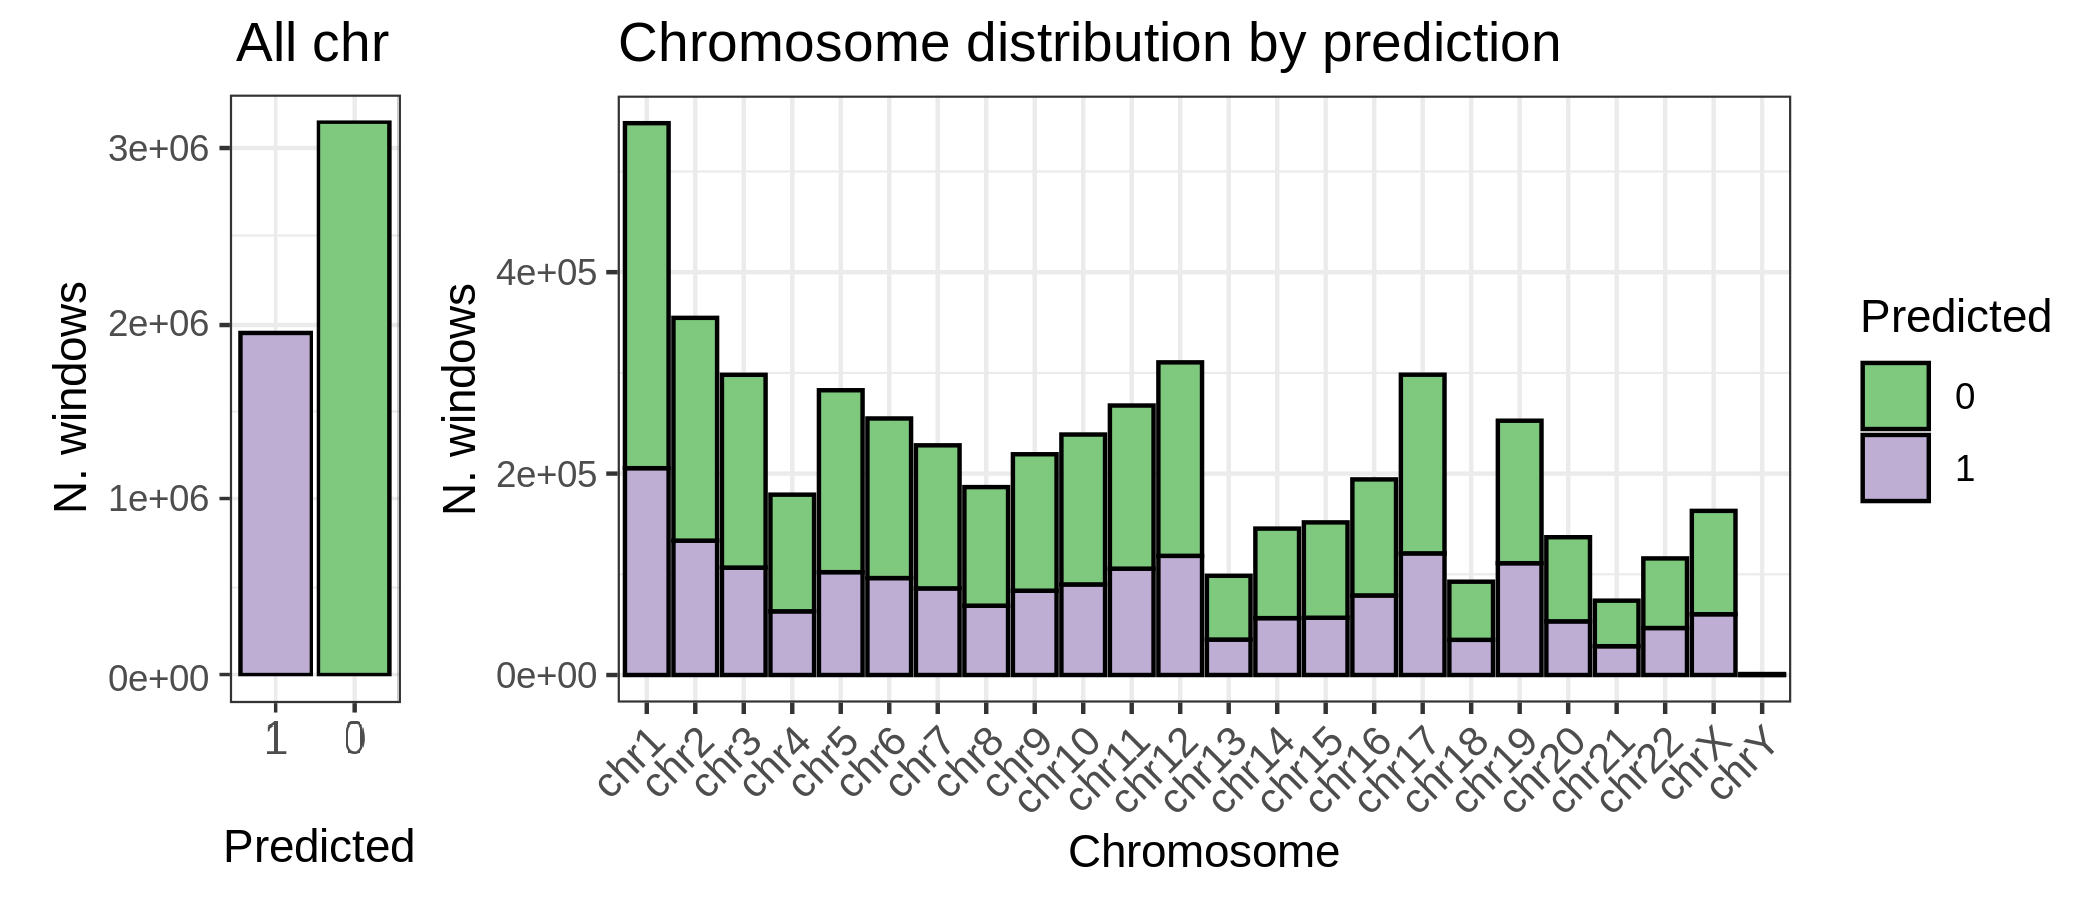 All chr
Chromosome distribution by prediction
N. windows
3e+06
2e+06
1e+06
0e+00
1 0
Predicted
N. windows
4e+05
2e+05
0e+00
chr1 chr2 chr3 chr4 chr5 chr6 chr7 chr8 chr9 chr10 chr11 chr12 chr13 chr14 chr15 chr16 chr17 chr18 chr19 chr20 chr21 chr22 chrX chrY
Chromosome
Predicted
0
1